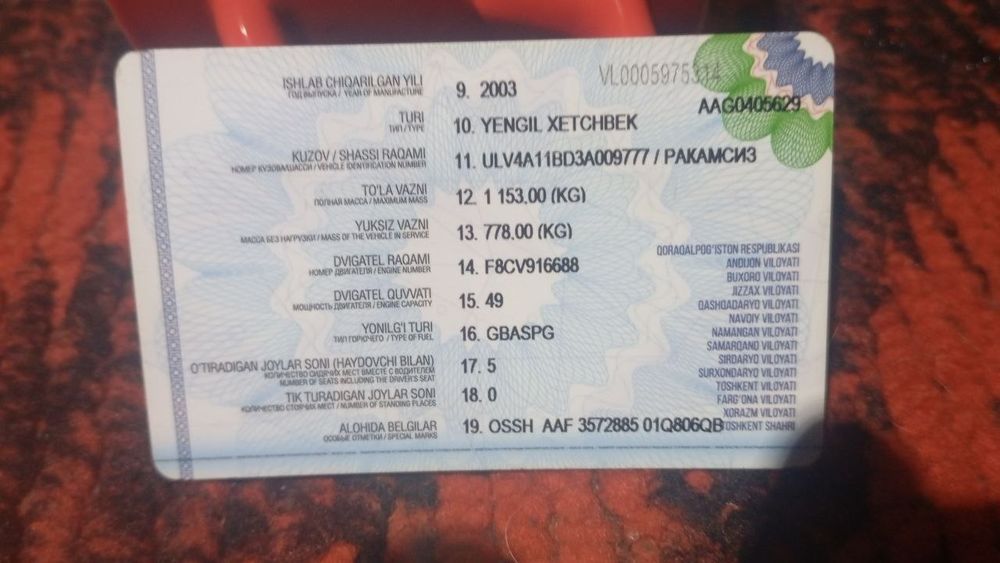 VL0005975314
AAG0405629
ISHLAB CHIQARILGAN YILI
ГОД ВЫПУСКА / YEAR OF MANUFACTURE
9. 2003
TURI
ТИП / TYPE
10. YENGIL XETCHBEK
KUZOV / SHASSI RAQAMI
НОМЕР КУЗОВА/ШАССИ / VEHICLE IDENTIFICATION NUMBER
11. ULV4A11BD3A009777 / РАКАМСИЗ
TO'LA VAZNI
ПОЛНАЯ МАССА / MAXIMUM MASS
12. 1 153.00 (KG)
YUKSIZ VAZNI
МАССА БЕЗ НАГРУЗКИ / MASS OF THE VEHICLE IN SERVICE
13. 778.00 (KG)
DVIGATEL RAQAMI
НОМЕР ДВИГАТЕЛЯ / ENGINE NUMBER
14. F8CV916688
DVIGATEL QUVVATI
МОЩНОСТЬ ДВИГАТЕЛЯ / ENGINE CAPACITY
15. 49
YONILG'I TURI
ТИП ГОРЮЧЕГО / TYPE OF FUEL
16. GBASPG
O'TIRADIGAN JOYLAR SONI (HAYDOVCHI BILAN)
КОЛИЧЕСТВО СИДЯЧИХ МЕСТ ВМЕСТЕ С ВОДИТЕЛЕМ
NUMBER OF SEATS INCLUDING THE DRIVER'S SEAT
17. 5
TIK TURADIGAN JOYLAR SONI
КОЛИЧЕСТВО СТОЯЧИХ МЕСТ / NUMBER OF STANDING PLACES
18. 0
ALOHIDA BELGILAR
ОСОБЫЕ ОТМЕТКИ / SPECIAL MARKS
19. OSSH AAF 3572885 01Q806QB
QORAQALPOG'ISTON RESPUBLIKASI
ANDIJON VILOYATI
BUXORO VILOYATI
JIZZAX VILOYATI
QASHQADARYO VILOYATI
NAVOIY VILOYATI
NAMANGAN VILOYATI
SAMARQAND VILOYATI
SIRDARYO VILOYATI
SURXONDARYO VILOYATI
TOSHKENT VILOYATI
FARG'ONA VILOYATI
XORAZM VILOYATI
TOSHKENT SHAHRI